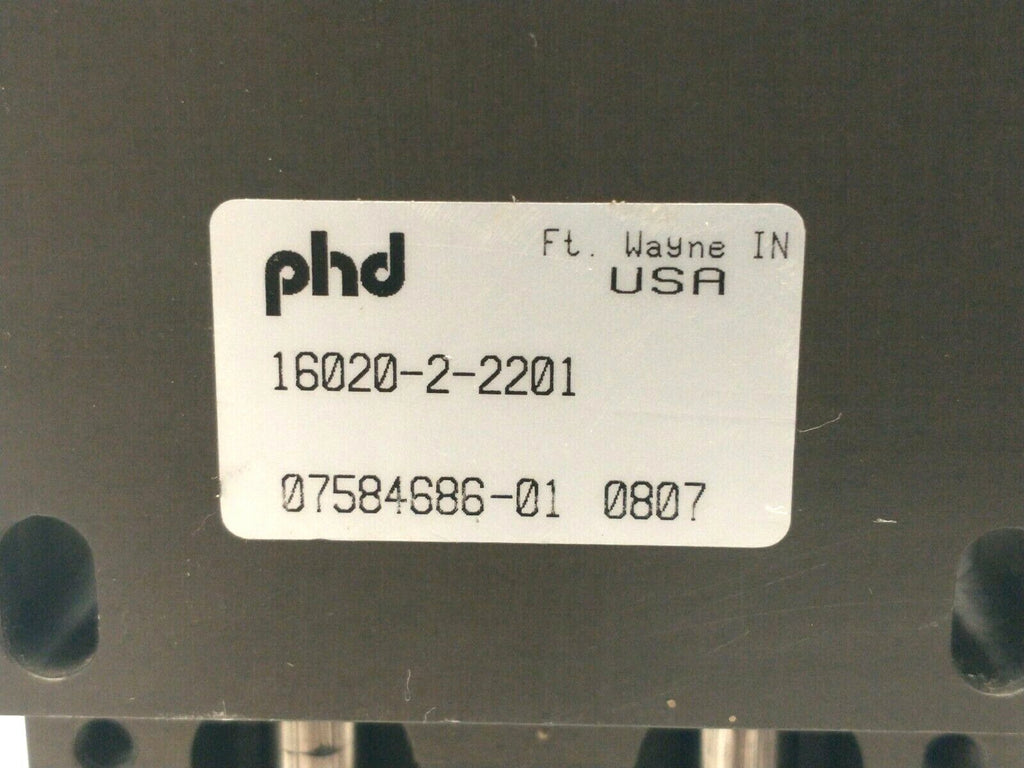 phd
Ft. Wayne IN
USA
16020-2-2201
07584686-01 0807